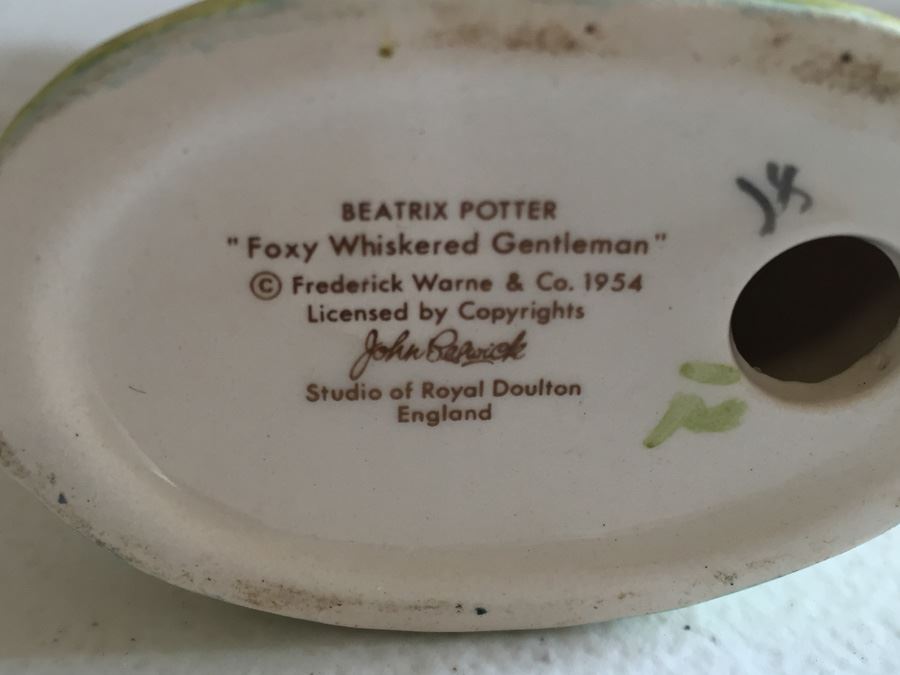 BEATRIX POTTER
"Foxy Whiskered Gentleman"
© Frederick Warne & Co. 1954
Licensed by Copyrights
John Beswick
Studio of Royal Doulton
England